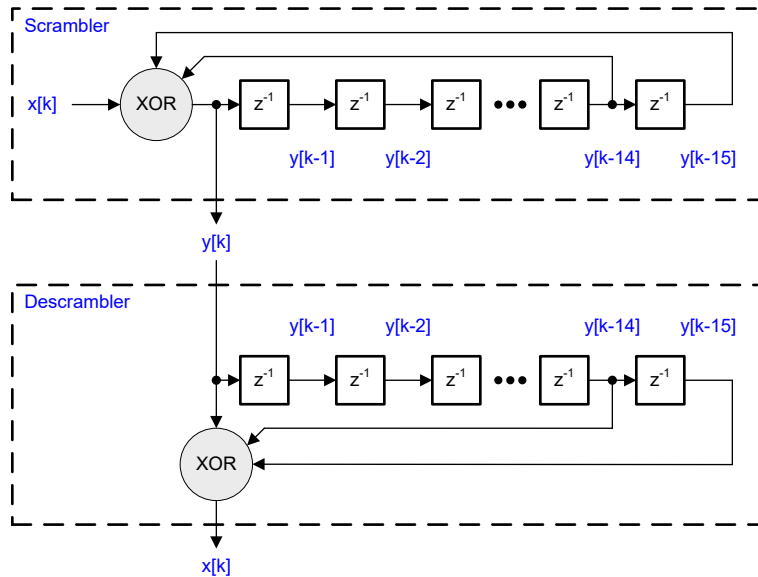 Scrambler
x[k]
XOR
z⁻¹
z⁻¹
z⁻¹
•••
z⁻¹
z⁻¹
y[k-1]
y[k-2]
y[k-14]
y[k-15]
y[k]
Descrambler
y[k-1]
y[k-2]
y[k-14]
y[k-15]
z⁻¹
z⁻¹
z⁻¹
•••
z⁻¹
z⁻¹
XOR
x[k]